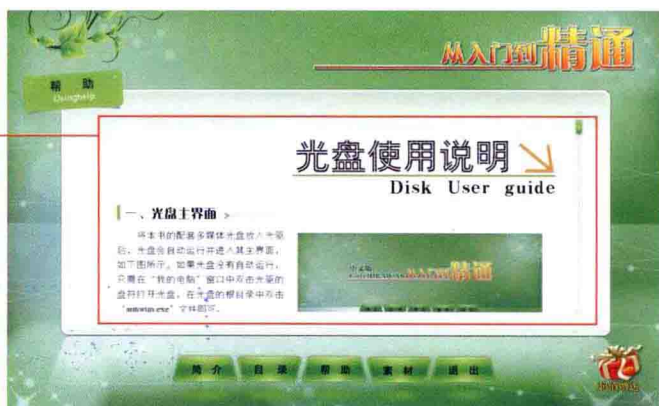 从入门到精通
帮 助
光盘使用说明
Disk User guide
一、光盘主界面
将本书的配套多媒体光盘放入光驱
后，光盘会自动运行并进入其主界面，
如下图所示。如果光盘没有自动运行，
只需在“我的电脑”窗口中双击光驱的
盘符打开光盘，在光盘的根目录中双击
文件即可。
从入门到精通
简 介 目 录 帮 助 素 材 退 出